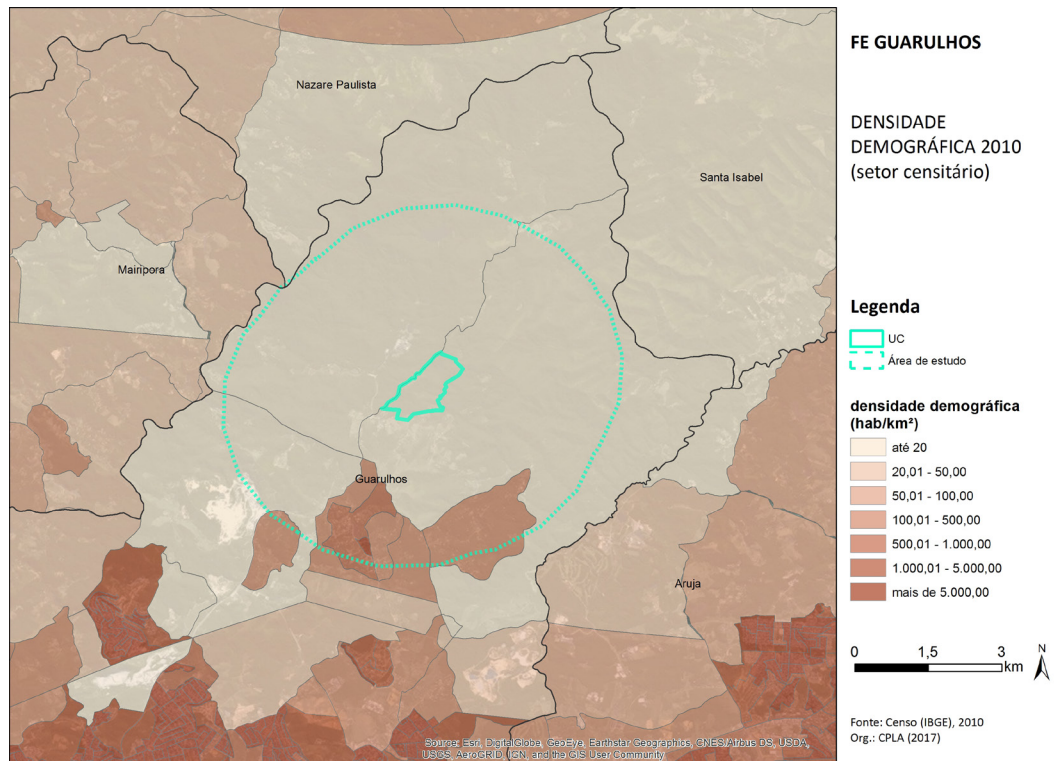 FE GUARULHOS
DENSIDADE
DEMOGRÁFICA 2010
(setor censitário)
Nazare Paulista
Santa Isabel
Mairipora
Guarulhos
Aruja
Legenda
UC
Área de estudo
densidade demográfica
(hab/km²)
até 20
20,01 - 50,00
50,01 - 100,00
100,01 - 500,00
500,01 - 1.000,00
1.000,01 - 5.000,00
mais de 5.000,00
0 1,5 3
km
N
Fonte: Censo (IBGE), 2010
Org.: CPLA (2017)
Source: Esri, DigitalGlobe, GeoEye, Earthstar Geographics, CNES/Airbus DS, USDA,
USGS, AeroGRID, IGN, and the GIS User Community